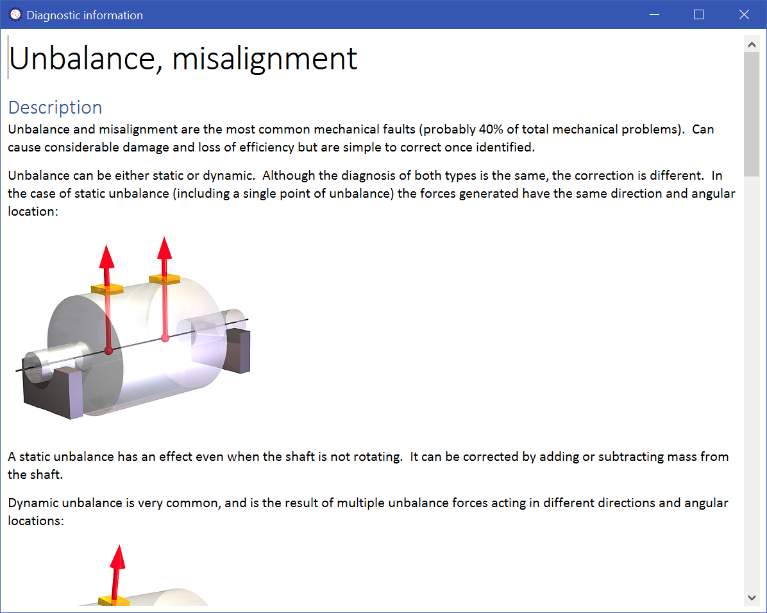 Diagnostic information
Unbalance, misalignment
Description
Unbalance and misalignment are the most common mechanical faults (probably 40% of total mechanical problems).  Can
cause considerable damage and loss of efficiency but are simple to correct once identified.
Unbalance can be either static or dynamic.  Although the diagnosis of both types is the same, the correction is different.  In
the case of static unbalance (including a single point of unbalance) the forces generated have the same direction and angular
location:
A static unbalance has an effect even when the shaft is not rotating.  It can be corrected by adding or subtracting mass from
the shaft.
Dynamic unbalance is very common, and is the result of multiple unbalance forces acting in different directions and angular
locations: